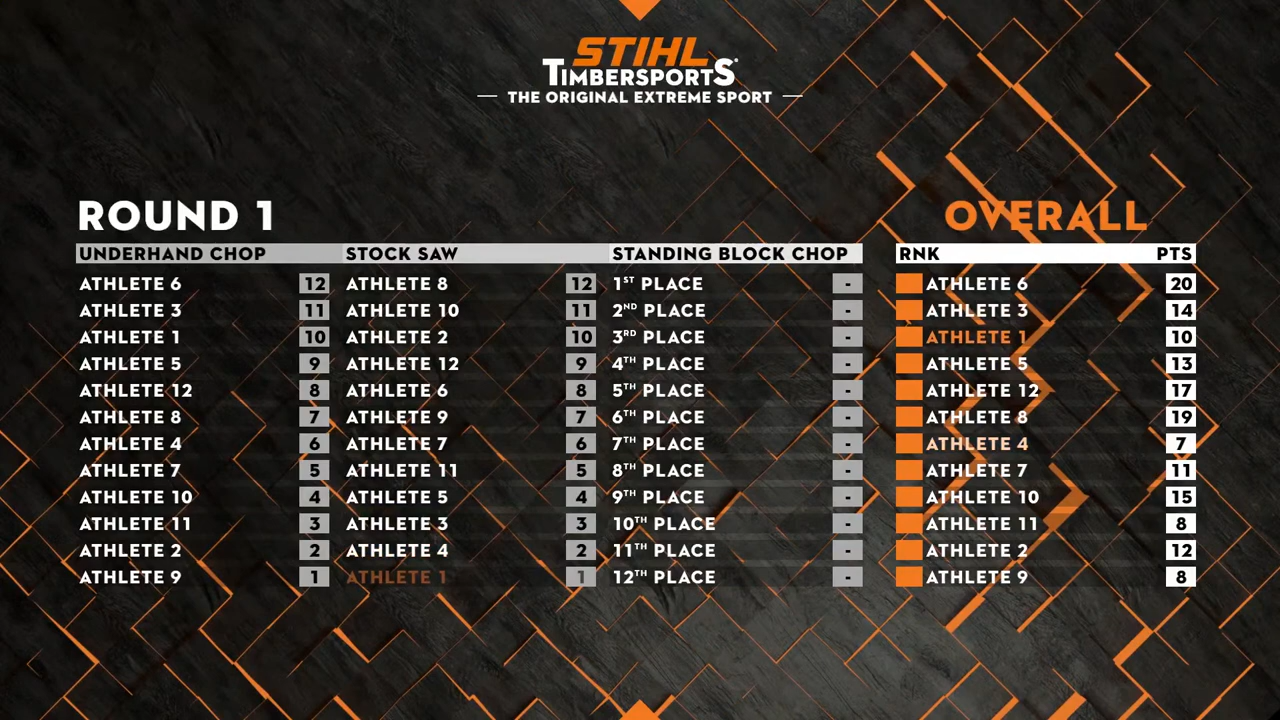 STIHL
TIMBERSPORTS®
THE ORIGINAL EXTREME SPORT
ROUND 1
OVERALL
UNDERHAND CHOP STOCK SAW STANDING BLOCK CHOP RNK PTS
ATHLETE 6 12 ATHLETE 8 12 1ST PLACE - ATHLETE 6 20
ATHLETE 3 11 ATHLETE 10 11 2ND PLACE - ATHLETE 3 14
ATHLETE 1 10 ATHLETE 2 10 3RD PLACE - ATHLETE 1 10
ATHLETE 5 9 ATHLETE 12 9 4TH PLACE - ATHLETE 5 13
ATHLETE 12 8 ATHLETE 6 8 5TH PLACE - ATHLETE 12 17
ATHLETE 8 7 ATHLETE 9 7 6TH PLACE - ATHLETE 8 19
ATHLETE 4 6 ATHLETE 7 6 7TH PLACE - ATHLETE 4 7
ATHLETE 7 5 ATHLETE 11 5 8TH PLACE - ATHLETE 7 11
ATHLETE 10 4 ATHLETE 5 4 9TH PLACE - ATHLETE 10 15
ATHLETE 11 3 ATHLETE 3 3 10TH PLACE - ATHLETE 11 8
ATHLETE 2 2 ATHLETE 4 2 11TH PLACE - ATHLETE 2 12
ATHLETE 9 1 ATHLETE 1 1 12TH PLACE - ATHLETE 9 8